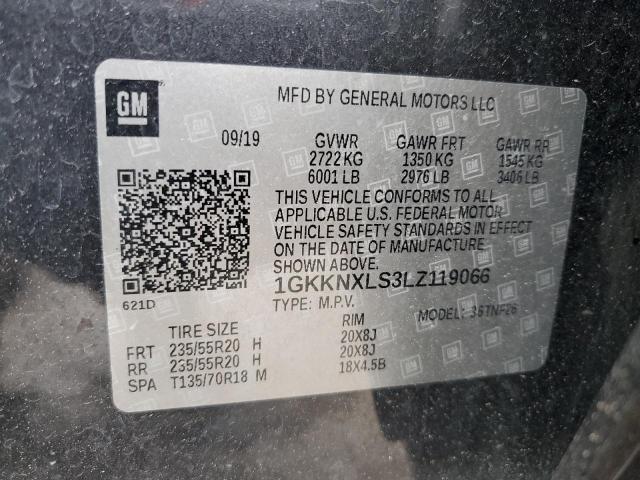 GM
MFD BY GENERAL MOTORS LLC
09/19 GVWR GAWR FRT GAWR RR
2722 KG 1350 KG 1545 KG
6001 LB 2976 LB 3406 LB
THIS VEHICLE CONFORMS TO ALL
APPLICABLE U.S. FEDERAL MOTOR
VEHICLE SAFETY STANDARDS IN EFFECT
ON THE DATE OF MANUFACTURE
SHOWN ABOVE.
621D
1GKKNXLS3LZ119066
TYPE: M.P.V. MODEL: 36TNF26
TIRE SIZE RIM
FRT 235/55R20 H 20X8J
RR 235/55R20 H 20X8J
SPA T135/70R18 M 18X4.5B